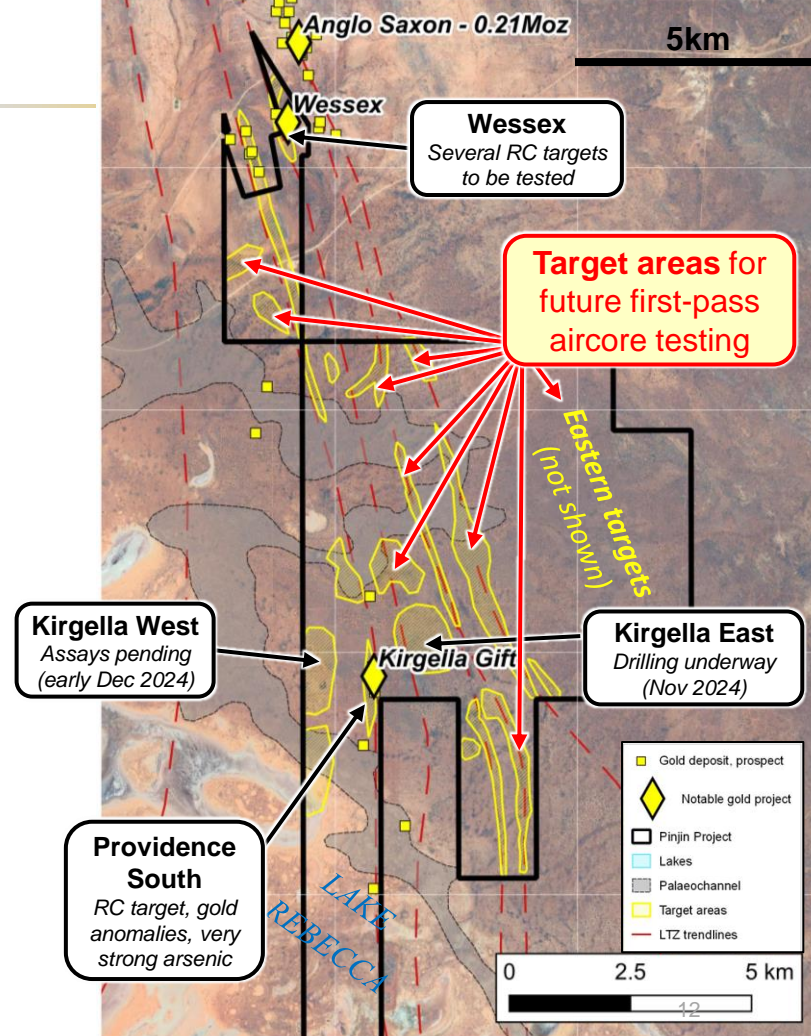 Anglo Saxon - 0.21Moz
5km
Wessex
Wessex
Several RC targets
to be tested
Target areas for
future first-pass
aircore testing
Eastern targets
(not shown)
Kirgella West
Assays pending
(early Dec 2024)
Kirgella East
Drilling underway
(Nov 2024)
Kirgella Gift
Providence
South
RC target, gold
anomalies, very
strong arsenic
LAKE
REBECCA
Gold deposit, prospect
Notable gold project
Pinjin Project
Lakes
Palaeochannel
Target areas
LTZ trendlines
0 2.5 5 km
12